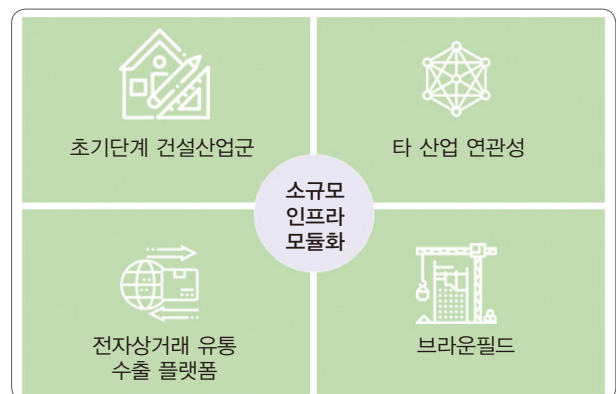 초기단계 건설산업군
타 산업 연관성
소규모
인프라
모듈화
전자상거래 유통
수출 플랫폼
브라운필드